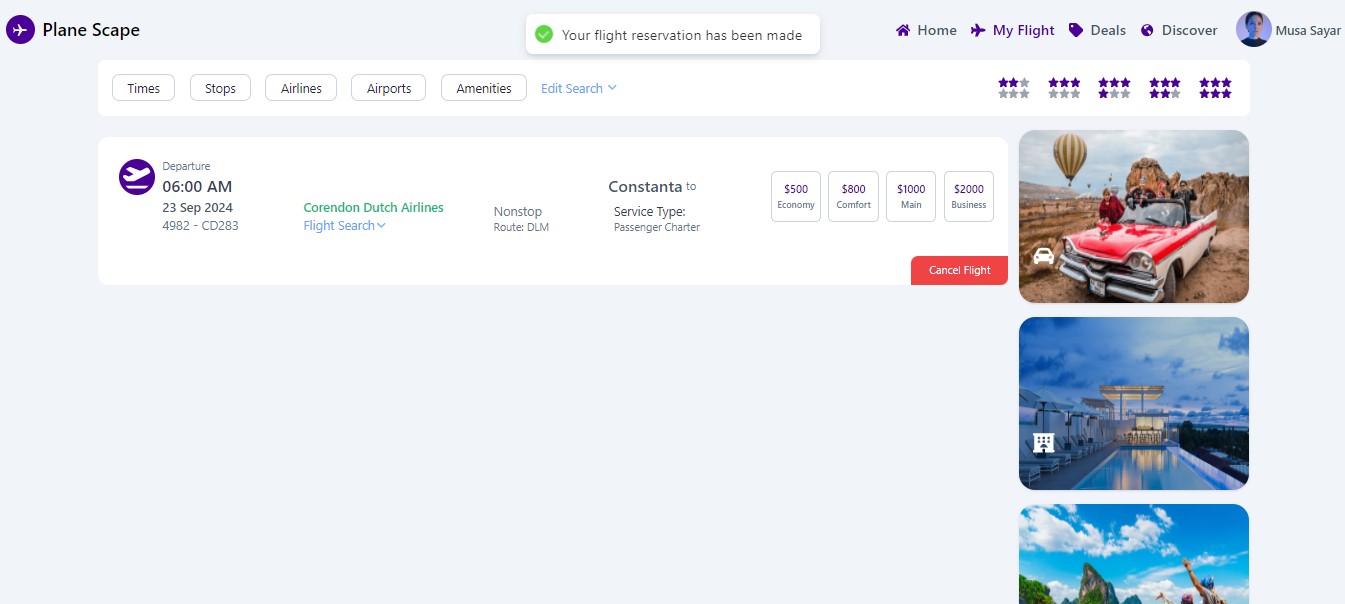 Plane Scape
Your flight reservation has been made
Home
My Flight
Deals
Discover
Musa Sayar
Times
Stops
Airlines
Airports
Amenities
Edit Search
Departure
06:00 AM
23 Sep 2024
4982 - CD283
Corendon Dutch Airlines
Flight Search
Nonstop
Route: DLM
Constanta to
Service Type:
Passenger Charter
$500
Economy
$800
Comfort
$1000
Main
$2000
Business
Cancel Flight